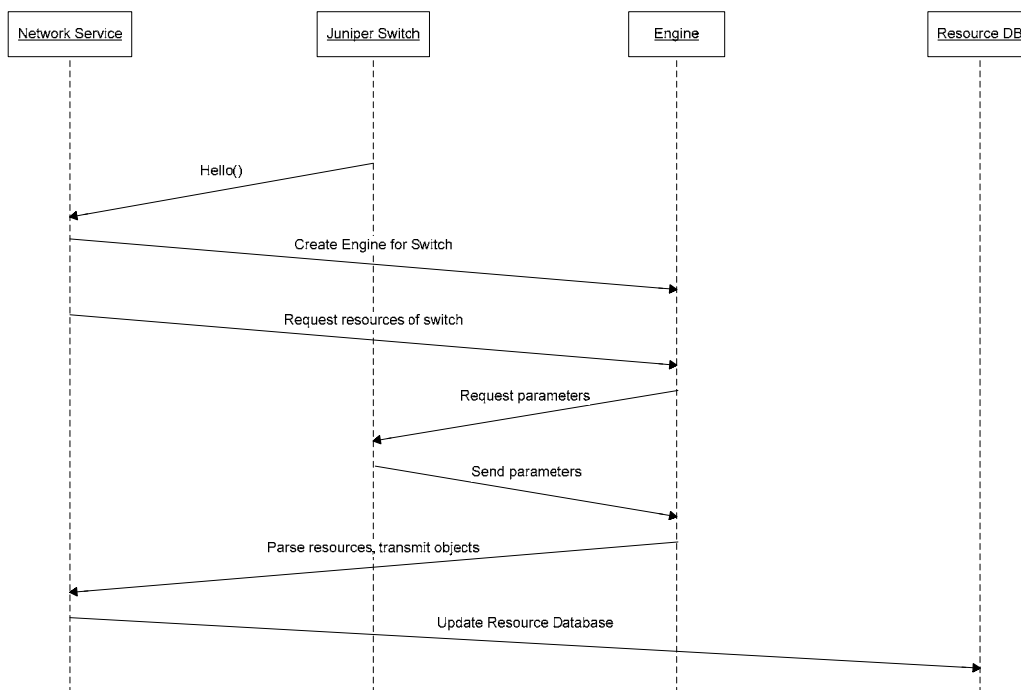 Network Service
Juniper Switch
Engine
Resource DB
Hello()
Create Engine for Switch
Request resources of switch
Request parameters
Send parameters
Parse resources, transmit objects
Update Resource Database